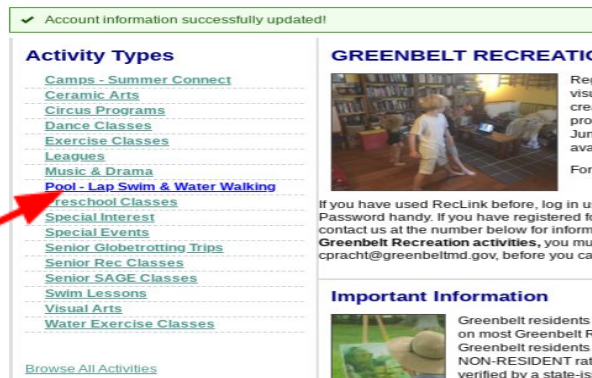 Account information successfully updated!
Activity Types
Camps - Summer Connect
Ceramic Arts
Circus Programs
Dance Classes
Exercise Classes
Leagues
Music & Drama
Pool - Lap Swim & Water Walking
reschool Classes
Special Interest
Special Events
Senior Globetrotting Trips
Senior Rec Classes
Senior SAGE Classes
Swim Lessons
Visual Arts
Water Exercise Classes
Browse All Activities
GREENBELT RECREATIO
Re
visu
crea
pro
Jun
ava
For
If you have used RecLink before, log in u
Password handy. If you have registered f
contact us at the number below for inform
Greenbelt Recreation activities, you mu
cpracht@greenbeltmd.gov, before you ca
Important Information
Greenbelt residents
on most Greenbelt R
Greenbelt residents
NON-RESIDENT rat
verified by a state-is